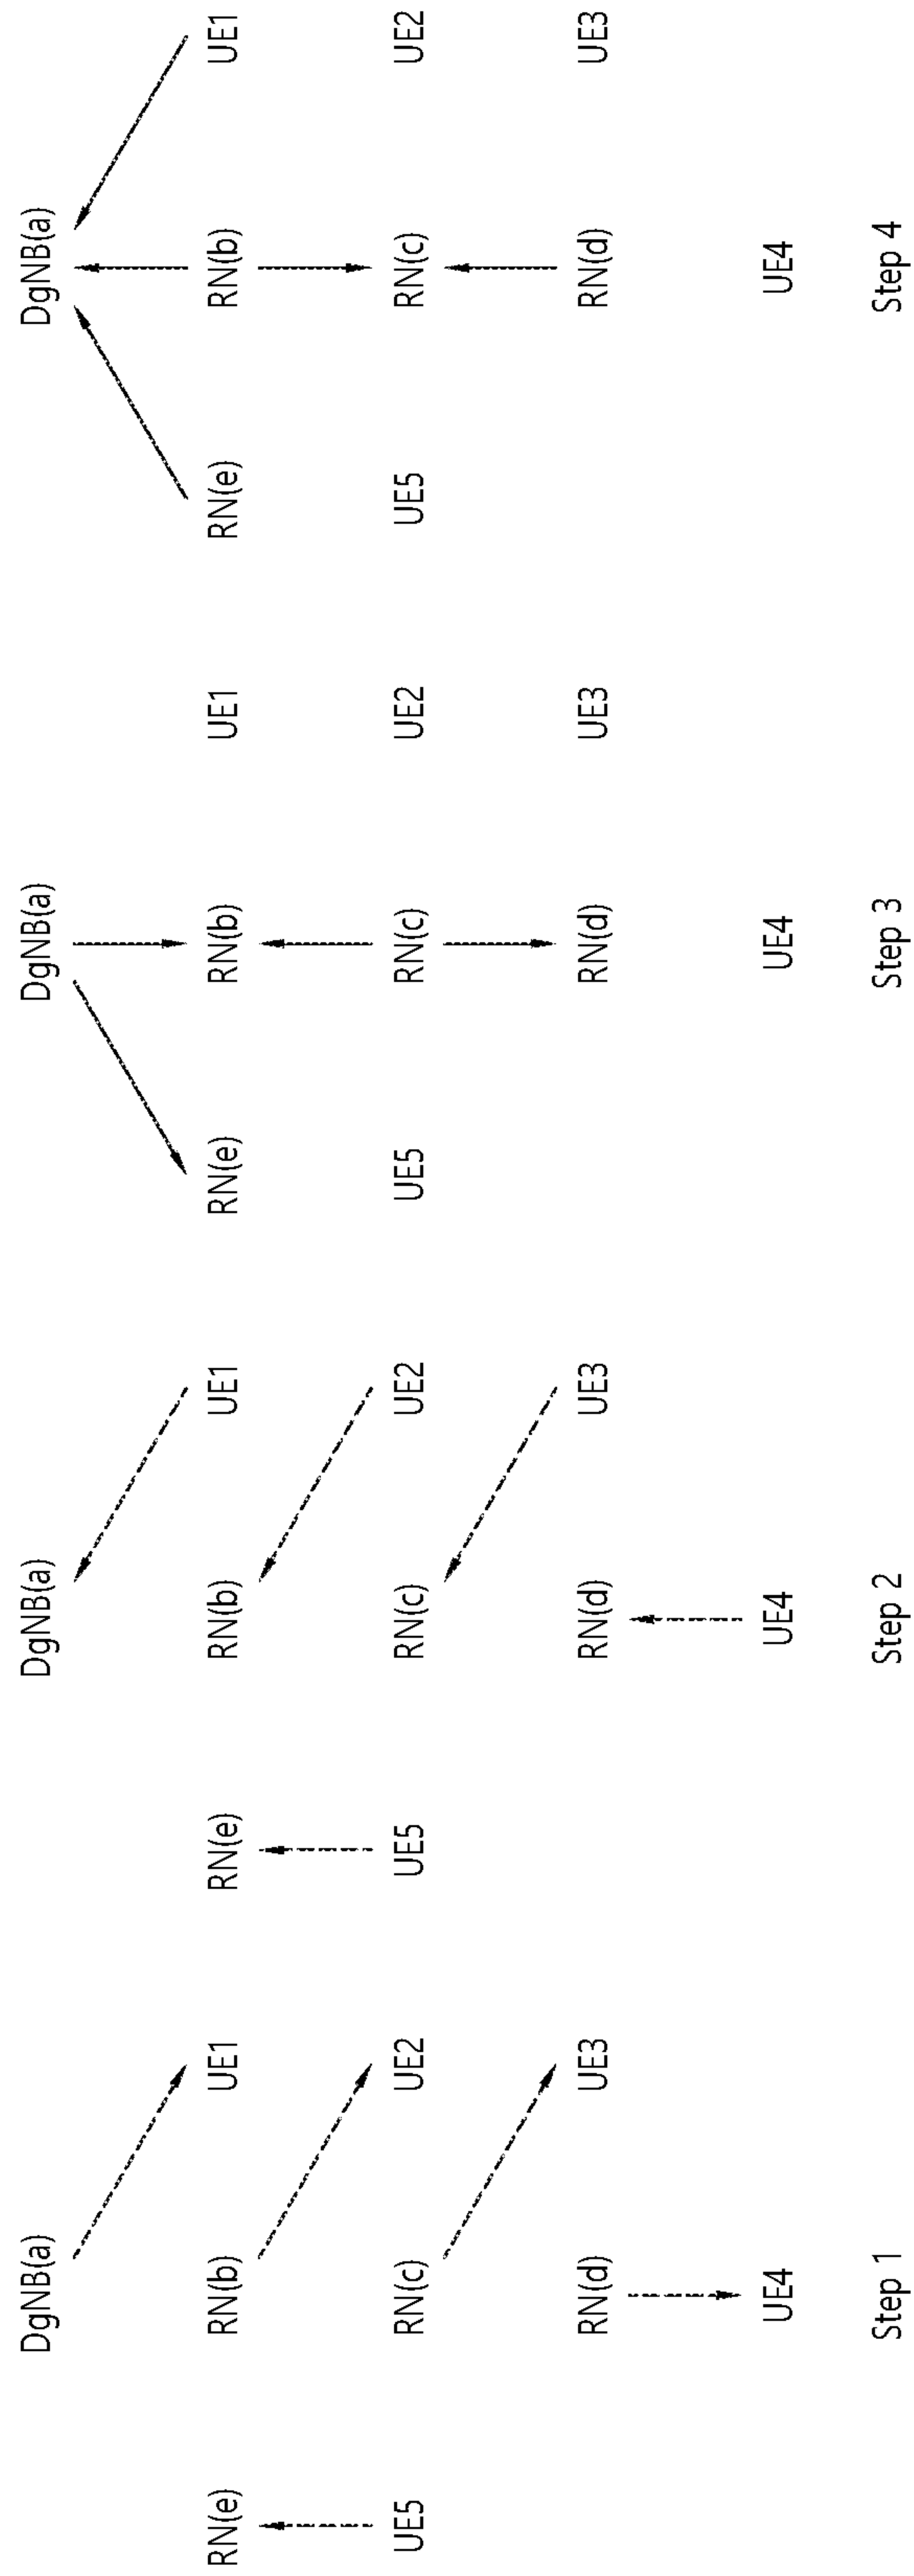 DgNB(a)
RN(e)
RN(b)
UE1
UE5
RN(c)
UE2
RN(d)
UE3
UE4
Step 1
DgNB(a)
RN(e)
RN(b)
UE1
UE5
RN(c)
UE2
RN(d)
UE3
UE4
Step 2
DgNB(a)
RN(e)
RN(b)
UE1
UE5
RN(c)
UE2
RN(d)
UE3
UE4
Step 3
DgNB(a)
RN(e)
RN(b)
UE1
UE5
RN(c)
UE2
RN(d)
UE3
UE4
Step 4